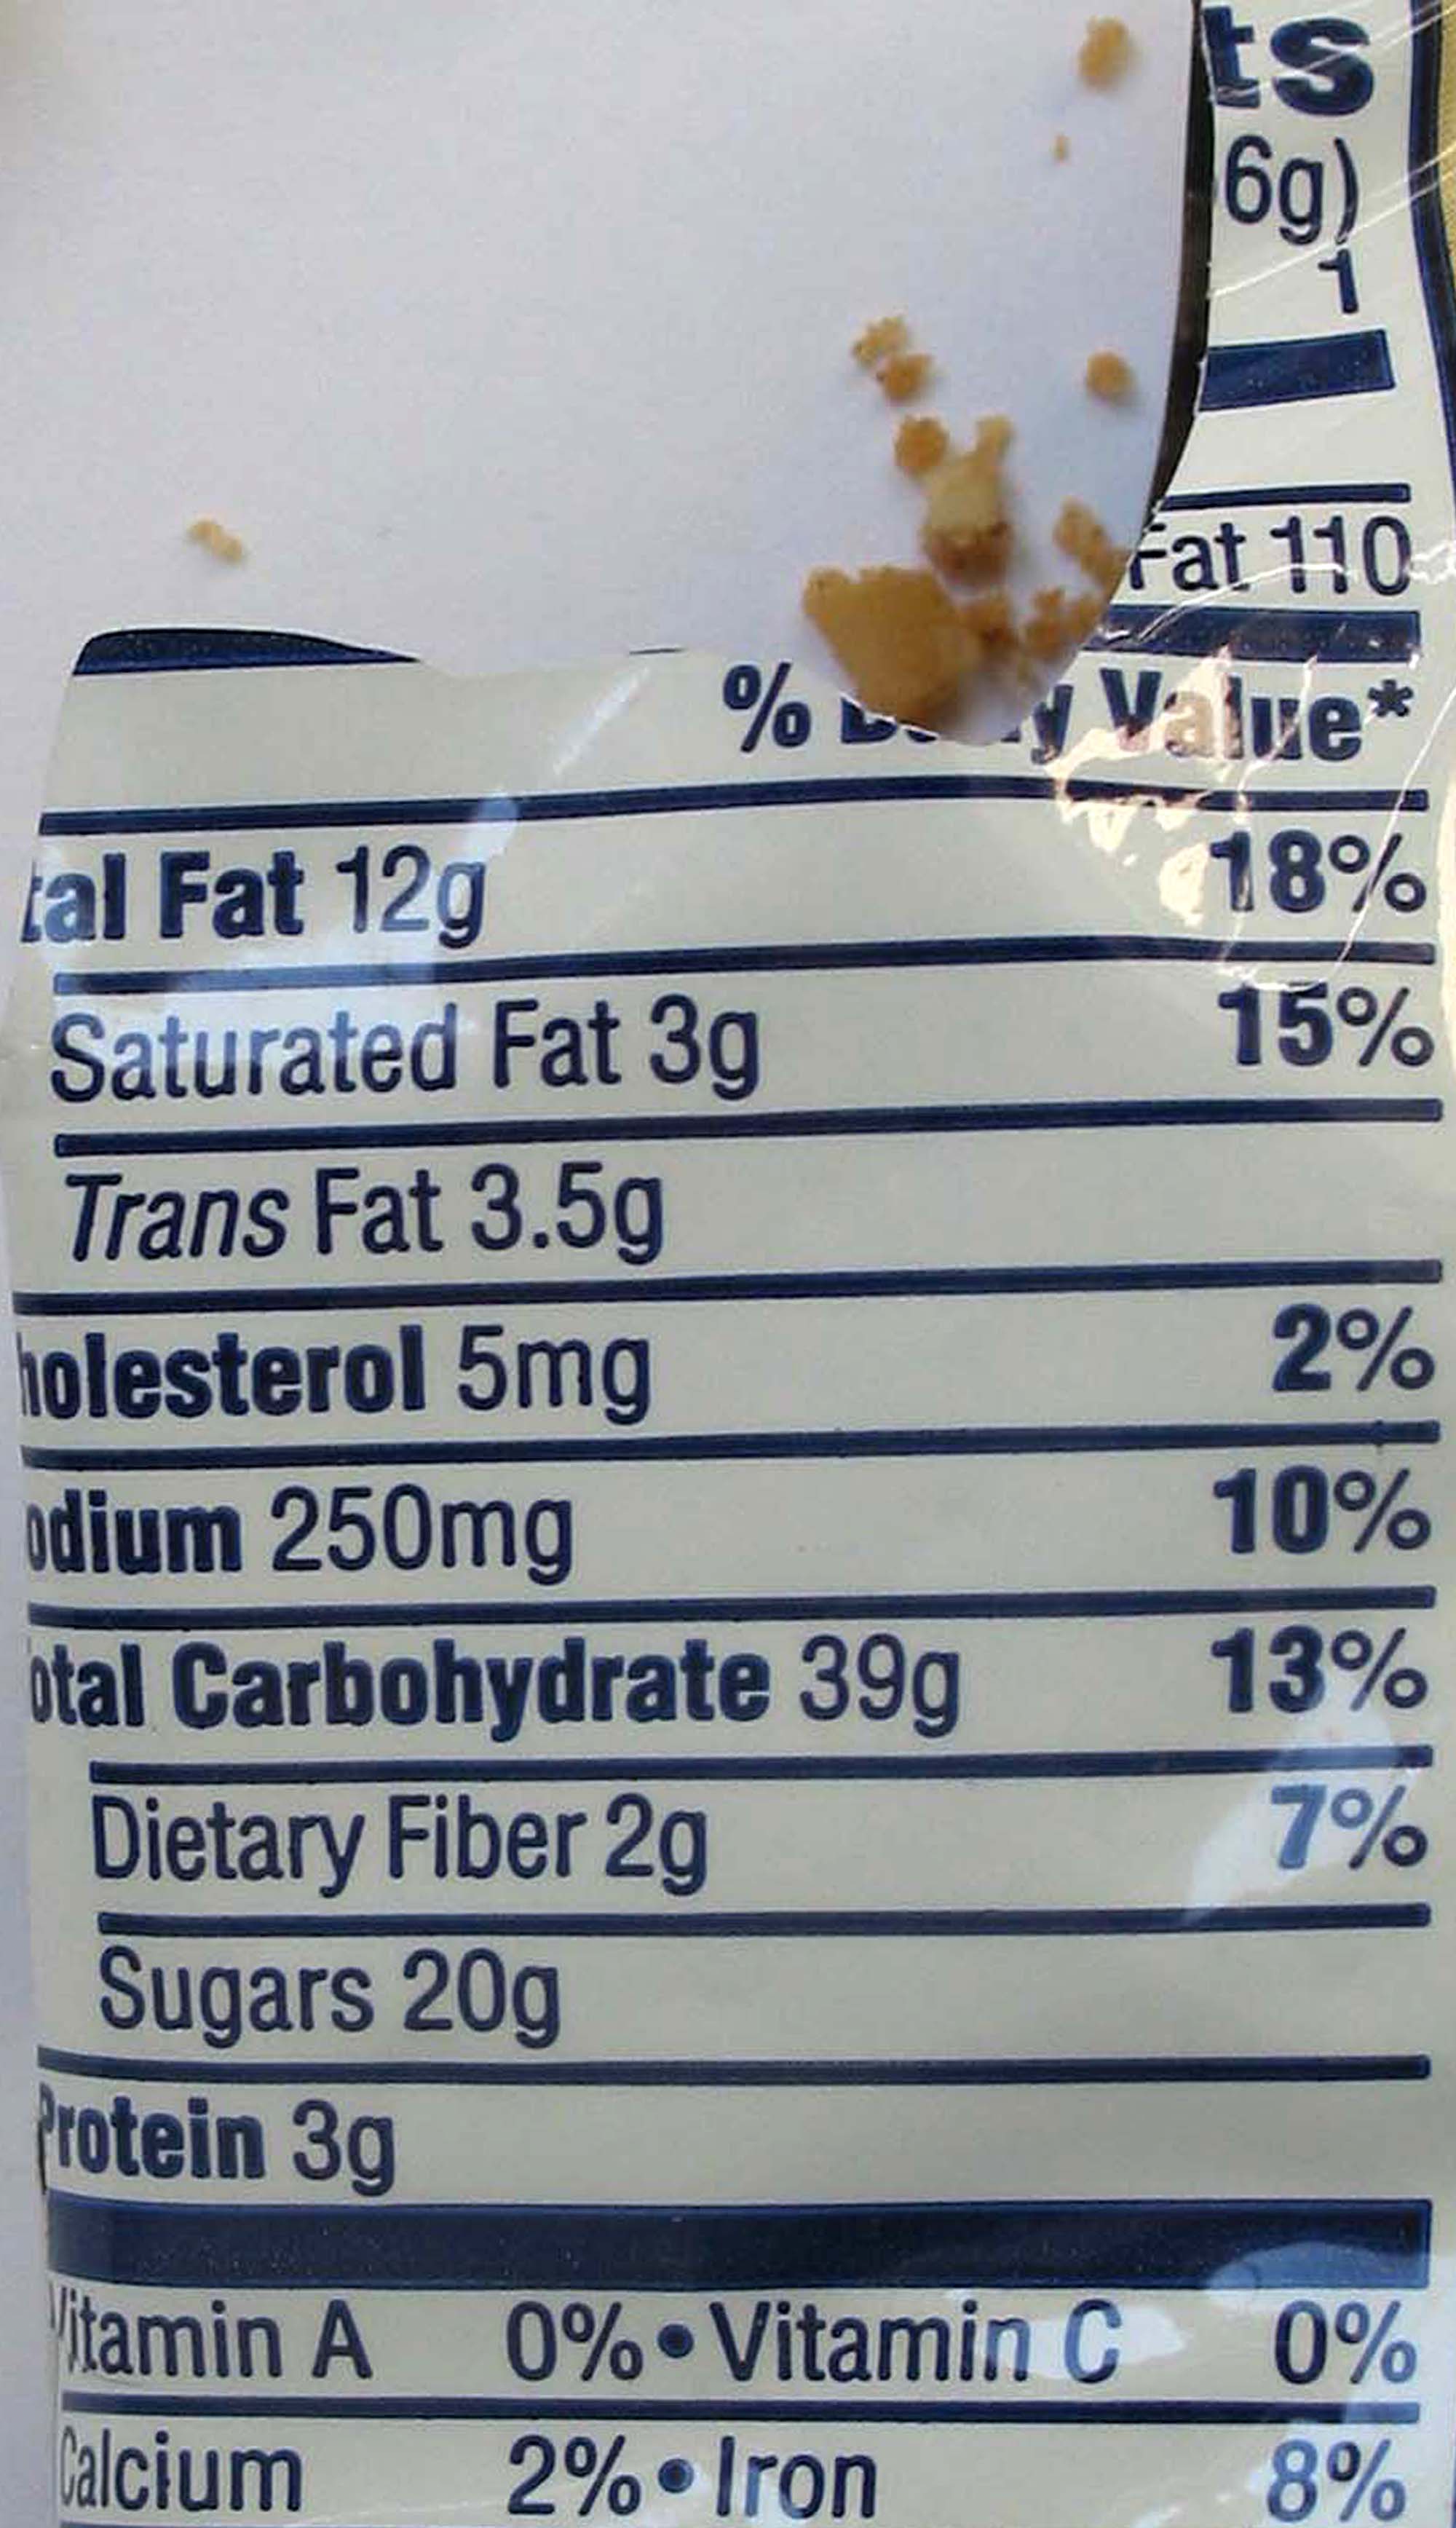 ts
6g)
1
Fat 110
% Value*
tal Fat 12g 18%
Saturated Fat 3g 15%
Trans Fat 3.5g
holesterol 5mg 2%
odium 250mg 10%
otal Carbohydrate 39g 13%
Dietary Fiber 2g 7%
Sugars 20g
Protein 3g
Vitamin A 0% • Vitamin C 0%
Calcium 2% • Iron 8%